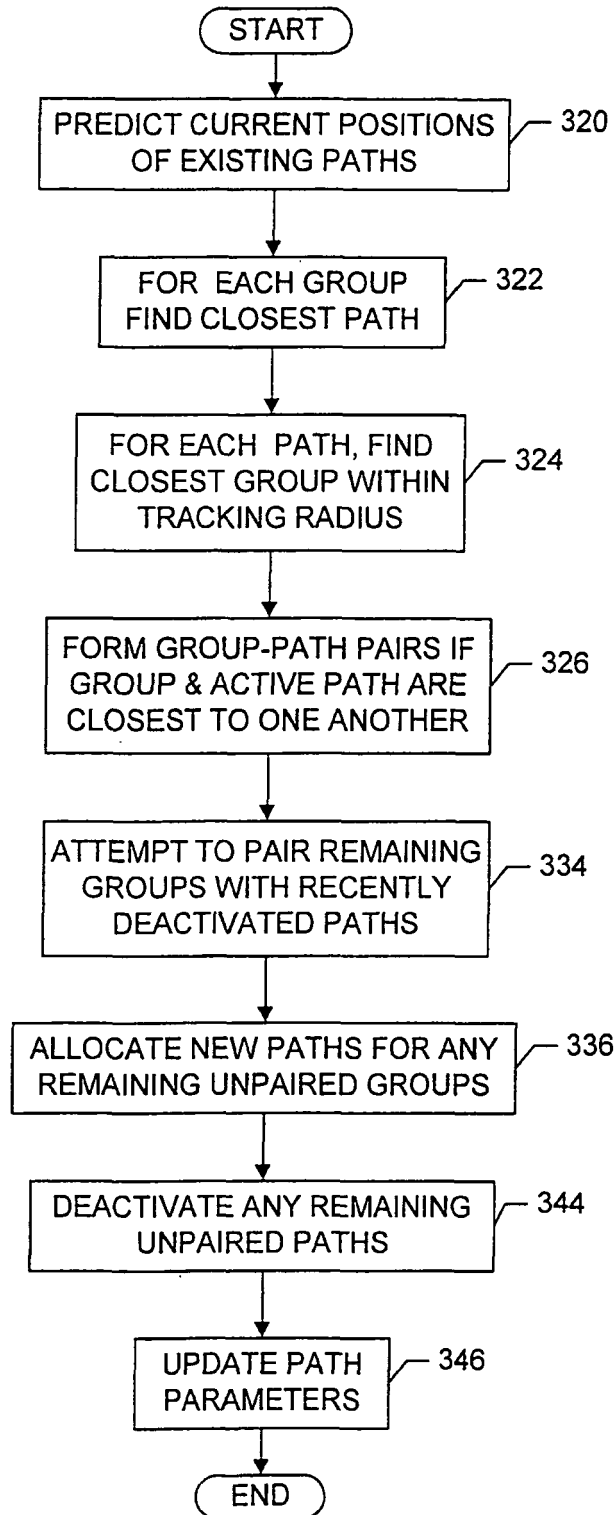 START
PREDICT CURRENT POSITIONS
OF EXISTING PATHS
320
FOR EACH GROUP
FIND CLOSEST PATH
322
FOR EACH PATH, FIND
CLOSEST GROUP WITHIN
TRACKING RADIUS
324
FORM GROUP-PATH PAIRS IF
GROUP & ACTIVE PATH ARE
CLOSEST TO ONE ANOTHER
326
ATTEMPT TO PAIR REMAINING
GROUPS WITH RECENTLY
DEACTIVATED PATHS
334
ALLOCATE NEW PATHS FOR ANY
REMAINING UNPAIRED GROUPS
336
DEACTIVATE ANY REMAINING
UNPAIRED PATHS
344
UPDATE PATH
PARAMETERS
346
END